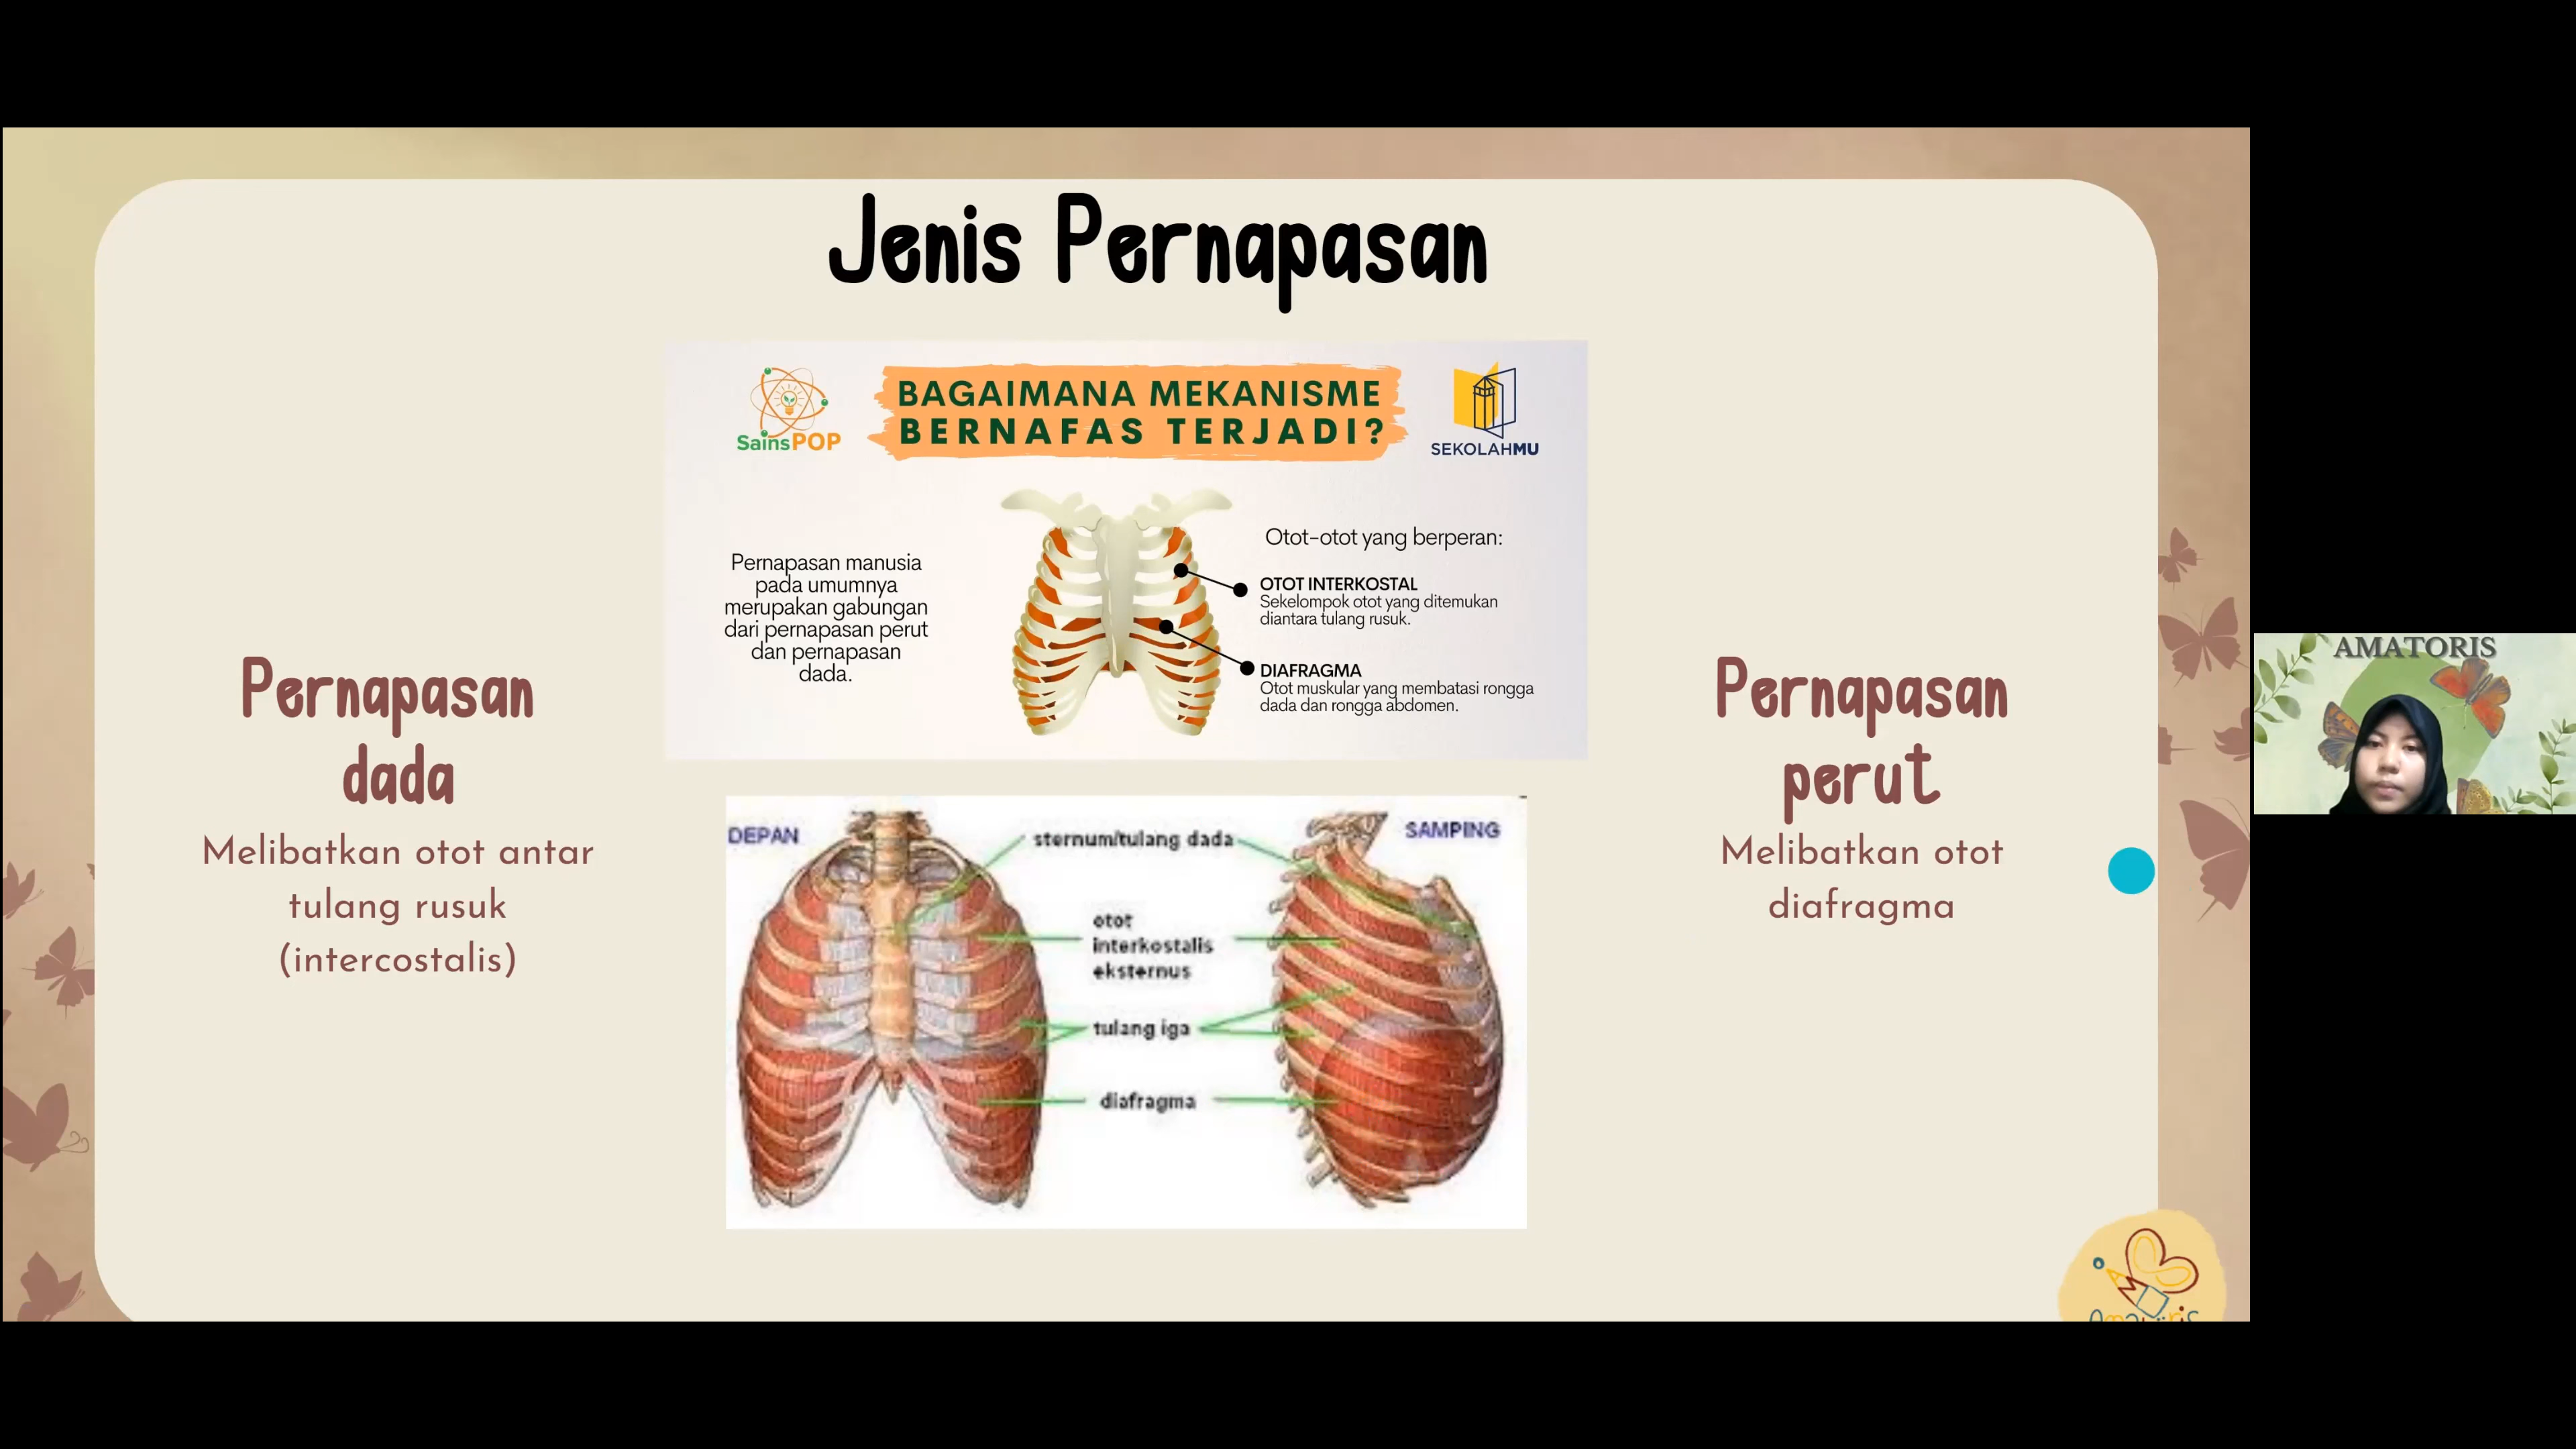 Jenis Pernapasan
SainsPOP
BAGAIMANA MEKANISME
BERNAFAS TERJADI?
SEKOLAHMU
Pernapasan manusia
pada umumnya
merupakan gabungan
dari pernapasan perut
dan pernapasan
dada.
Otot-otot yang berperan:
OTOT INTERKOSTAL
Sekelompok otot yang ditemukan
diantara tulang rusuk.
DIAFRAGMA
Otot muskular yang membatasi rongga
dada dan rongga abdomen.
Pernapasan
dada
Melibatkan otot antar
tulang rusuk
(intercostalis)
DEPAN
sternum/tulang dada
SAMPING
otot
interkostalis
eksternus
tulang iga
diafragma
Pernapasan
perut
Melibatkan otot
diafragma
AMATORIS